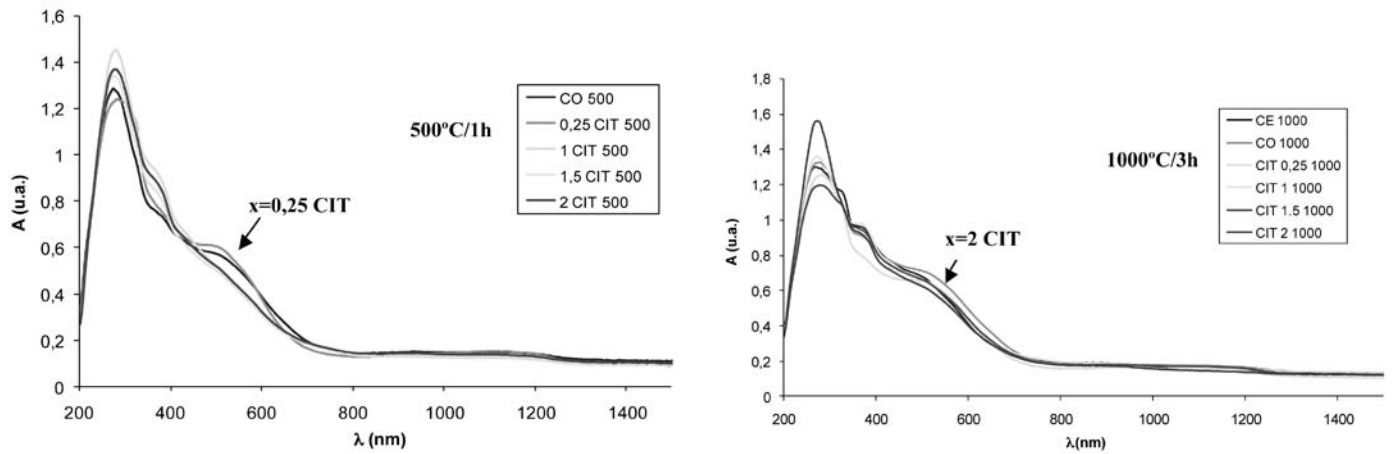 1,6
1,4
1,2
1
0,8
0,6
0,4
0,2
0
A (u.a.)
200 400 600 800 1000 1200 1400
λ (nm)
500ºC/1h
x=0,25 CIT
CO 500
0,25 CIT 500
1 CIT 500
1,5 CIT 500
2 CIT 500
1,8
1,6
1,4
1,2
1
0,8
0,6
0,4
0,2
0
A (u.a.)
200 400 600 800 1000 1200 1400
λ(nm)
1000ºC/3h
x=2 CIT
CE 1000
CO 1000
CIT 0,25 1000
CIT 1 1000
CIT 1.5 1000
CIT 2 1000